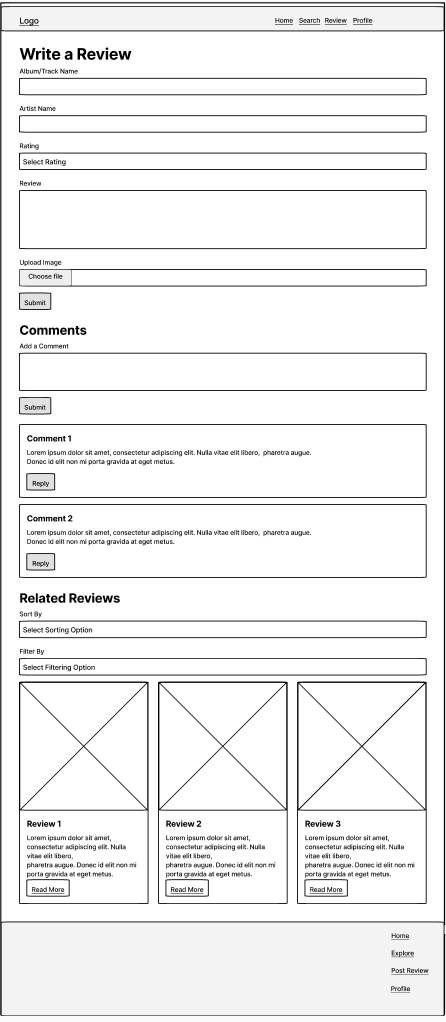 Logo
Home Search Review Profile
Write a Review
Album/Track Name
Artist Name
Rating
Select Rating
Review
Upload Image
Choose file
Submit
Comments
Add a Comment
Submit
Comment 1
Lorem ipsum dolor sit amet, consectetur adipiscing elit. Nulla vitae elit libero, pharetra augue.
Donec id elit non mi porta gravida at eget metus.
Reply
Comment 2
Lorem ipsum dolor sit amet, consectetur adipiscing elit. Nulla vitae elit libero, pharetra augue.
Donec id elit non mi porta gravida at eget metus.
Reply
Related Reviews
Sort By
Select Sorting Option
Filter By
Select Filtering Option
Review 1
Lorem ipsum dolor sit amet,
consectetur adipiscing elit. Nulla
vitae elit libero,
pharetra augue. Donec id elit non mi
porta gravida at eget metus.
Read More
Review 2
Lorem ipsum dolor sit amet,
consectetur adipiscing elit. Nulla
vitae elit libero,
pharetra augue. Donec id elit non mi
porta gravida at eget metus.
Read More
Review 3
Lorem ipsum dolor sit amet,
consectetur adipiscing elit. Nulla
vitae elit libero,
pharetra augue. Donec id elit non mi
porta gravida at eget metus.
Read More
Home
Explore
Post Review
Profile